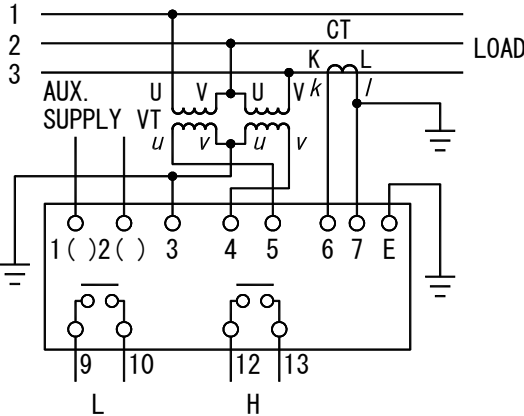 1
CT
2
LOAD
K L
3
U V U V k l
AUX.
SUPPLY VT
u v u v
1( )2( ) 3 4 5 6 7 E
9 10 12 13
L H